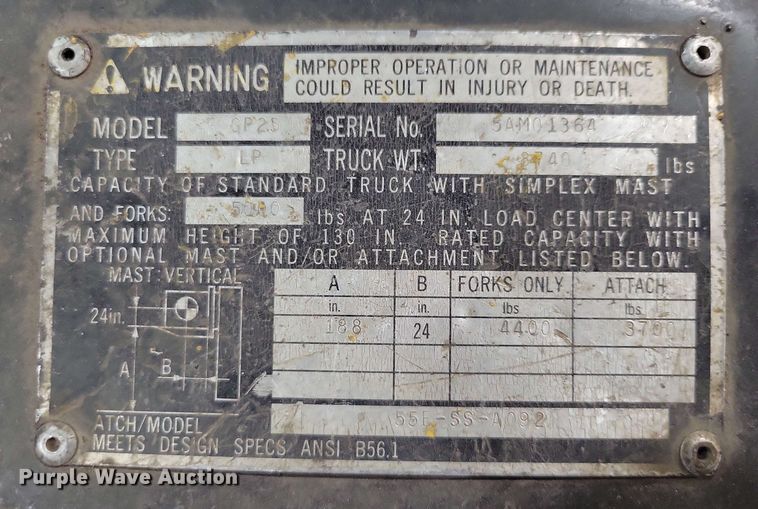 WARNING
IMPROPER OPERATION OR MAINTENANCE
COULD RESULT IN INJURY OR DEATH.
MODEL GP25 SERIAL No. 5AM01364
TYPE LP TRUCK WT. lbs
CAPACITY OF STANDARD TRUCK WITH SIMPLEX MAST
AND FORKS: 5000 lbs AT 24 IN. LOAD CENTER WITH
MAXIMUM HEIGHT OF 130 IN. RATED CAPACITY WITH
OPTIONAL MAST AND/OR ATTACHMENT LISTED BELOW.
MAST: VERTICAL
A B FORKS ONLY ATTACH
in. in. lbs lbs
188 24 4400 3700
24in.
A
B
ATCH/MODEL 55F-SS-A092
MEETS DESIGN SPECS ANSI B56.1
Purple Wave Auction